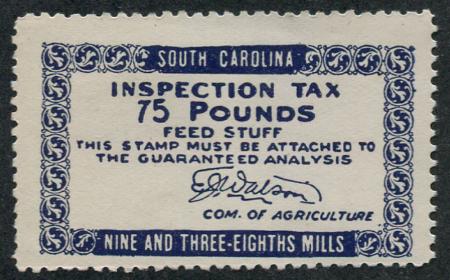 SOUTH CAROLINA
INSPECTION TAX
75 POUNDS
FEED STUFF
THIS STAMP MUST BE ATTACHED TO
THE GUARANTEED ANALYSIS
E J Watson
COM. OF AGRICULTURE
NINE AND THREE-EIGHTHS MILLS